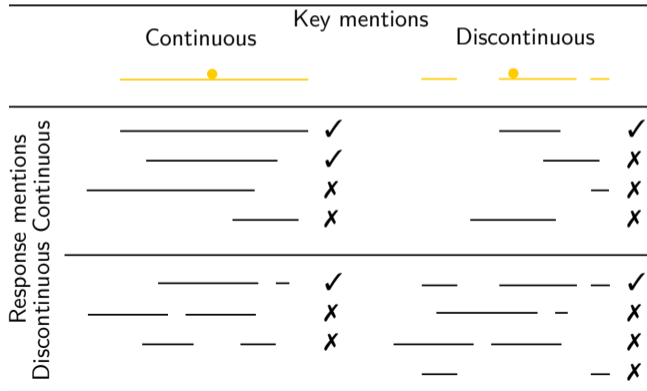 Key mentions
Continuous Discontinuous
✓ ✓
✓ ✗
✗ ✗
✗ ✗
✓ ✓
✗ ✗
✗ ✗
✗
Response mentions
Discontinuous Continuous